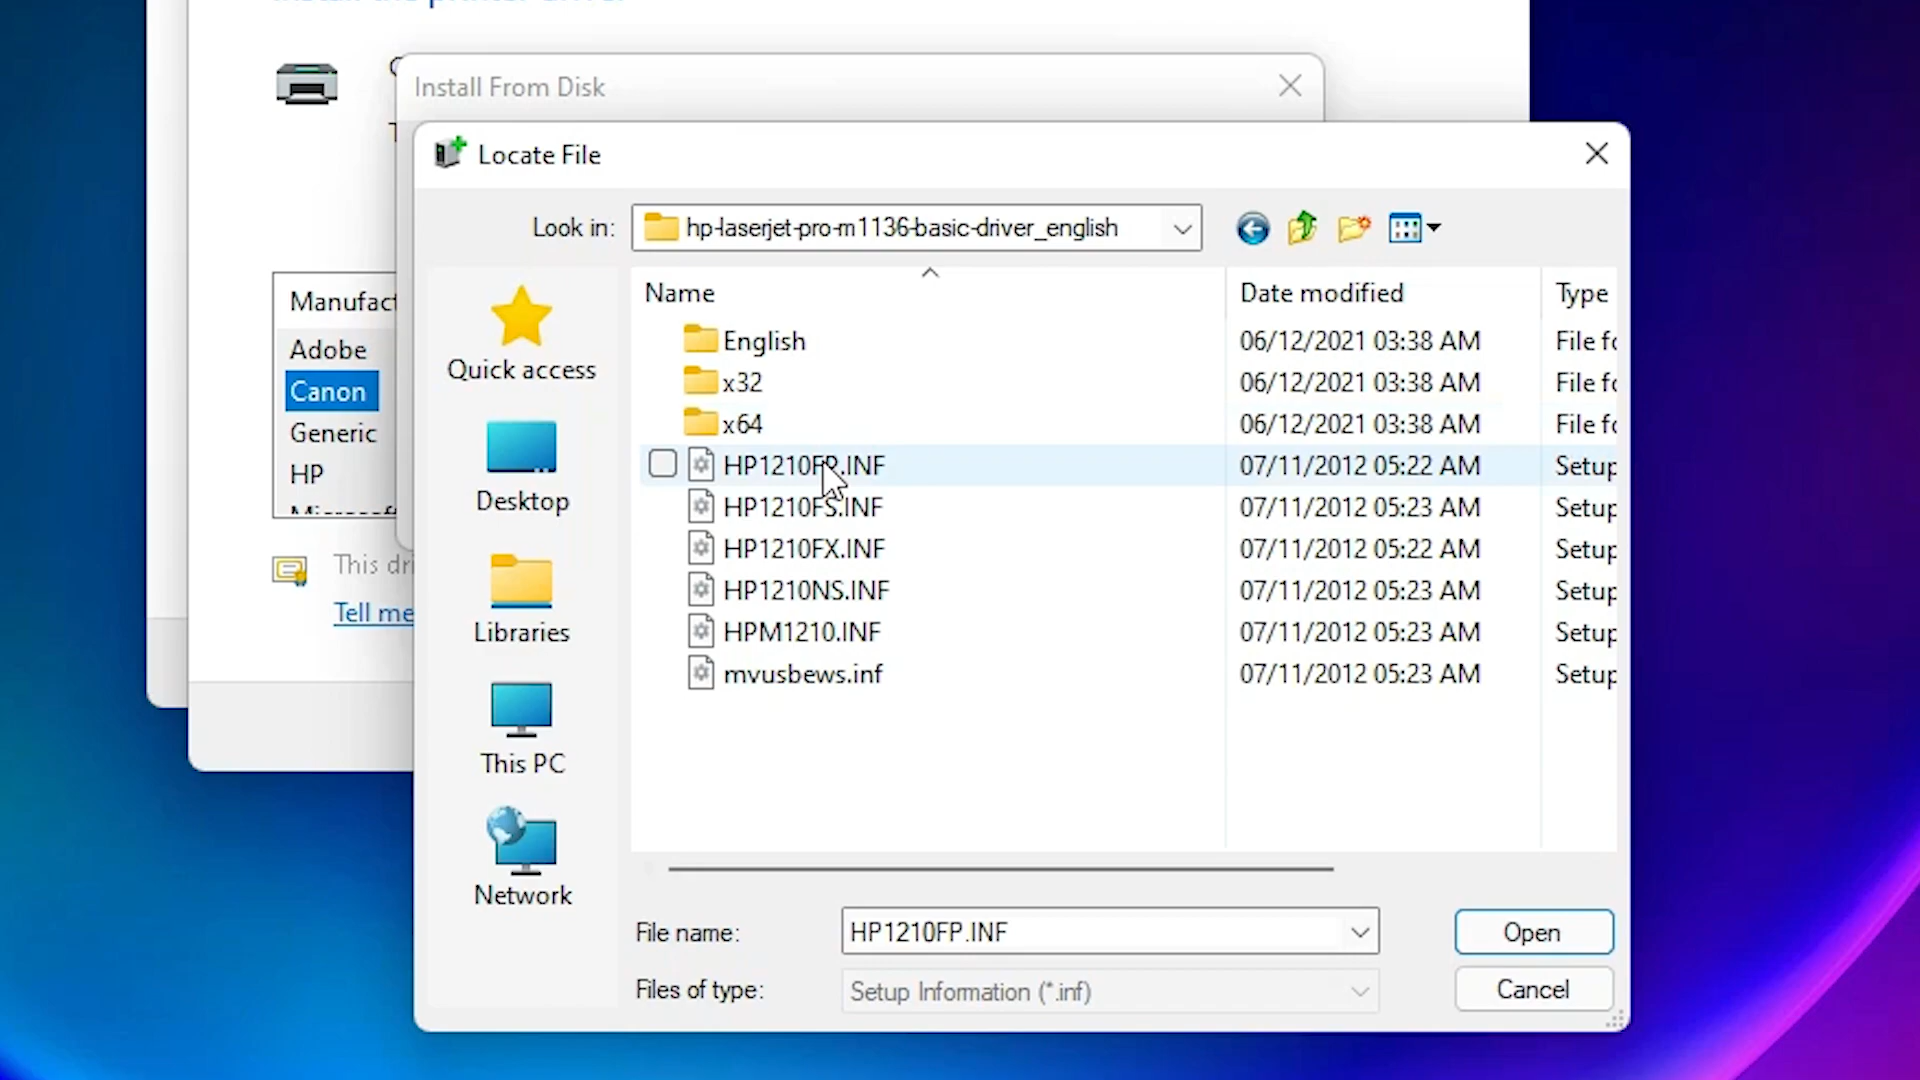 Install From Disk
Locate File
Look in: hp-laserjet-pro-m1136-basic-driver_english
Name Date modified Type
English 06/12/2021 03:38 AM File fo
x32 06/12/2021 03:38 AM File fo
x64 06/12/2021 03:38 AM File fo
HP1210FP.INF 07/11/2012 05:22 AM Setup
HP1210FS.INF 07/11/2012 05:23 AM Setup
HP1210FX.INF 07/11/2012 05:22 AM Setup
HP1210NS.INF 07/11/2012 05:23 AM Setup
HPM1210.INF 07/11/2012 05:23 AM Setup
mvusbews.inf 07/11/2012 05:23 AM Setup
Quick access
Desktop
Libraries
This PC
Network
File name: HP1210FP.INF
Open
Files of type: Setup Information (*.inf)
Cancel
Manufact
Adobe
Canon
Generic
HP
This dri
Tell me